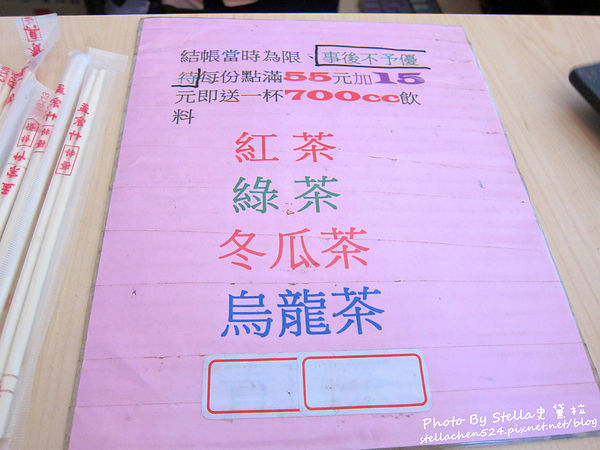 結帳當時為限、事後不予優
待每份點滿55元加15
元即送一杯700cc飲
料
紅茶
綠茶
冬瓜茶
烏龍茶
Photo By Stella史黛拉
stellachen524.pixnet.net/blog